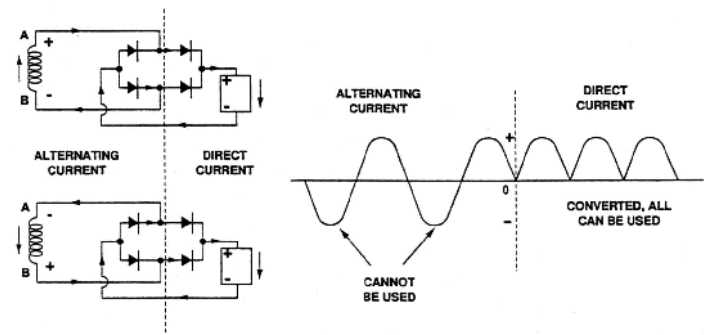 A
+
-
B
+
-
ALTERNATING
CURRENT
DIRECT
CURRENT
A
-
+
B
+
-
ALTERNATING
CURRENT
DIRECT
CURRENT
+
0
-
CONVERTED, ALL
CAN BE USED
CANNOT
BE USED